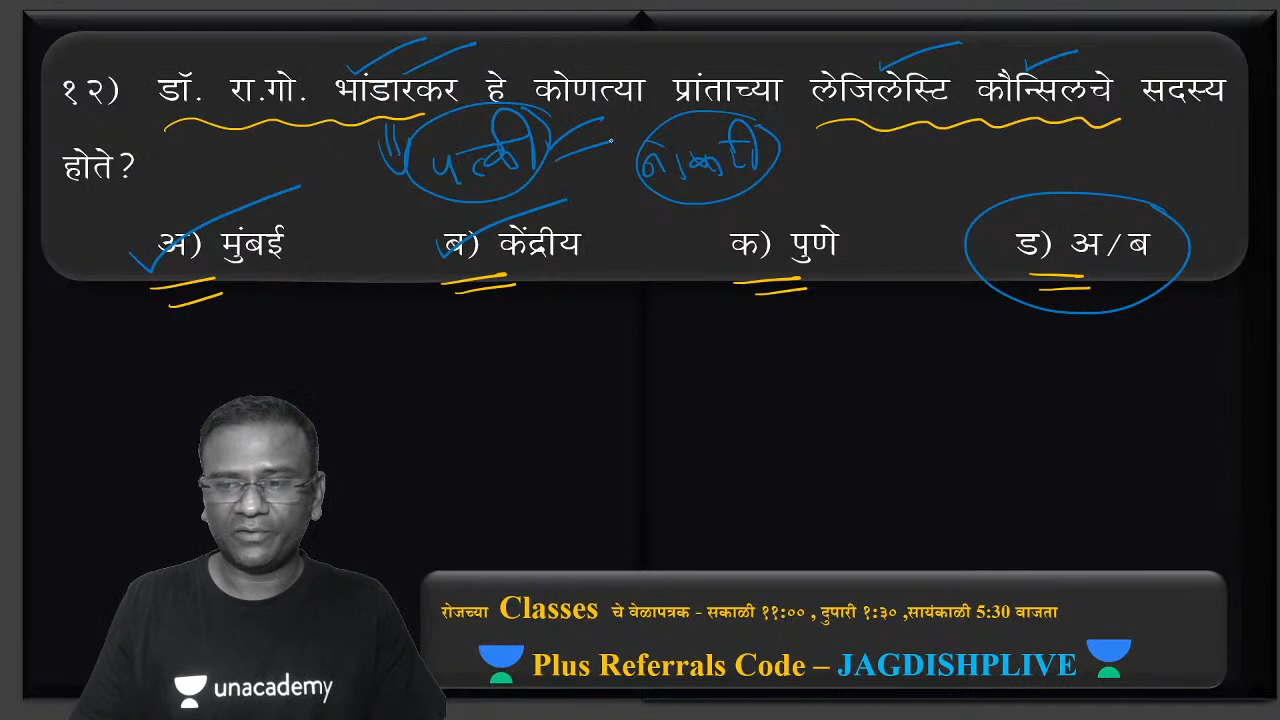 १२) डॉ. रा.गो. भांडारकर हे कोणत्या प्रांताच्या लेजिलेस्टि कौन्सिलचे सदस्य
होते?
पत्की
अ) मुंबई ब) केंद्रीय क) पुणे ड) अ/ब
unacademy
रोजच्या Classes चे वेळापत्रक - सकाळी ११:०० , दुपारी १:३० ,सायंकाळी 5:30 वाजता
Plus Referrals Code – JAGDISHPLIVE